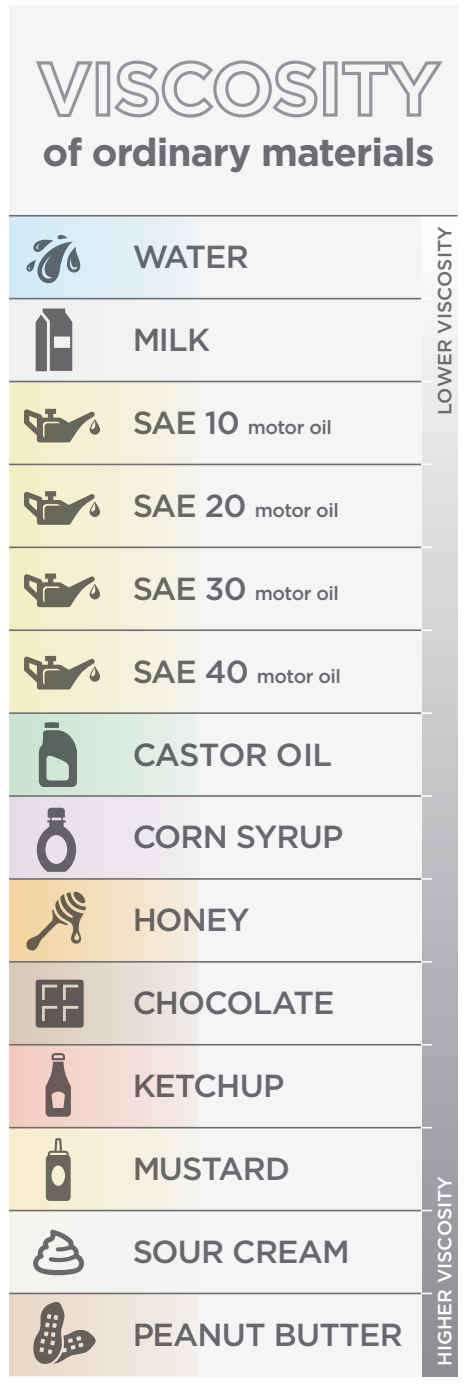 VISCOSITY
of ordinary materials
LOWER VISCOSITY
WATER
MILK
SAE 10 motor oil
SAE 20 motor oil
SAE 30 motor oil
SAE 40 motor oil
CASTOR OIL
CORN SYRUP
HONEY
CHOCOLATE
KETCHUP
MUSTARD
SOUR CREAM
PEANUT BUTTER
HIGHER VISCOSITY